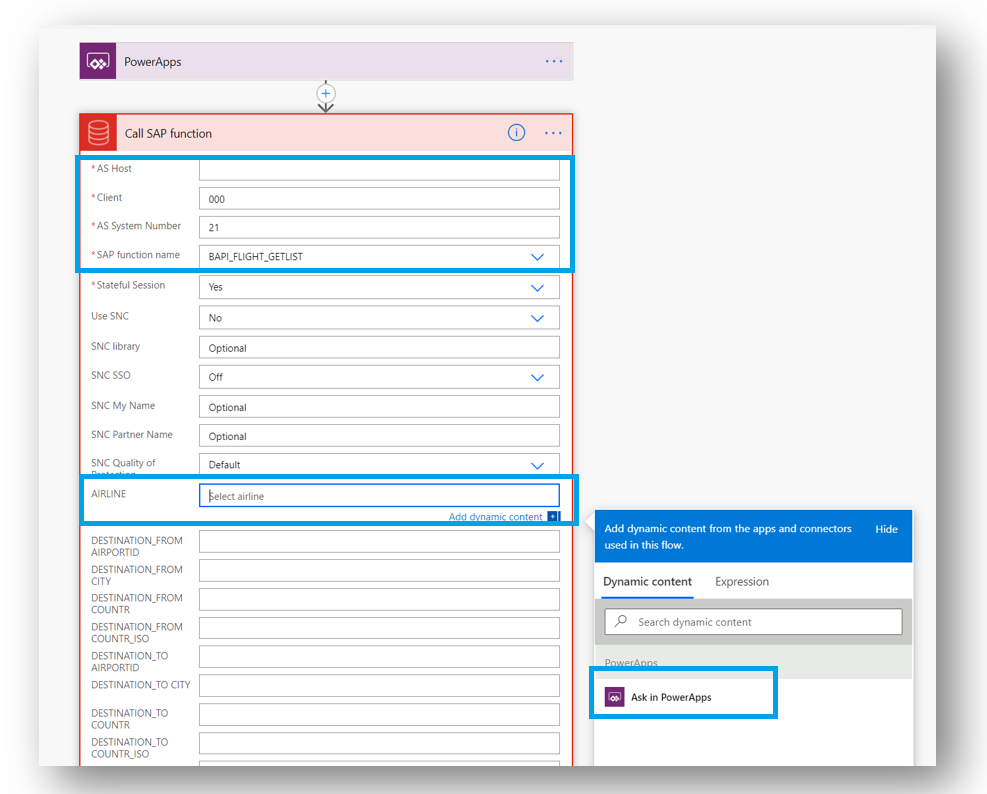 PowerApps
Call SAP function
* AS Host
* Client
000
* AS System Number
21
* SAP function name
BAPI_FLIGHT_GETLIST
* Stateful Session
Yes
Use SNC
No
SNC library
Optional
SNC SSO
Off
SNC My Name
Optional
SNC Partner Name
Optional
SNC Quality of
Protection
Default
AIRLINE
Select airline
Add dynamic content
DESTINATION_FROM
AIRPORTID
DESTINATION_FROM
CITY
DESTINATION_FROM
COUNTR
DESTINATION_FROM
COUNTR_ISO
DESTINATION_TO
AIRPORTID
DESTINATION_TO CITY
DESTINATION_TO
COUNTR
DESTINATION_TO
COUNTR_ISO
Add dynamic content from the apps and connectors
used in this flow.
Hide
Dynamic content
Expression
Search dynamic content
PowerApps
Ask in PowerApps